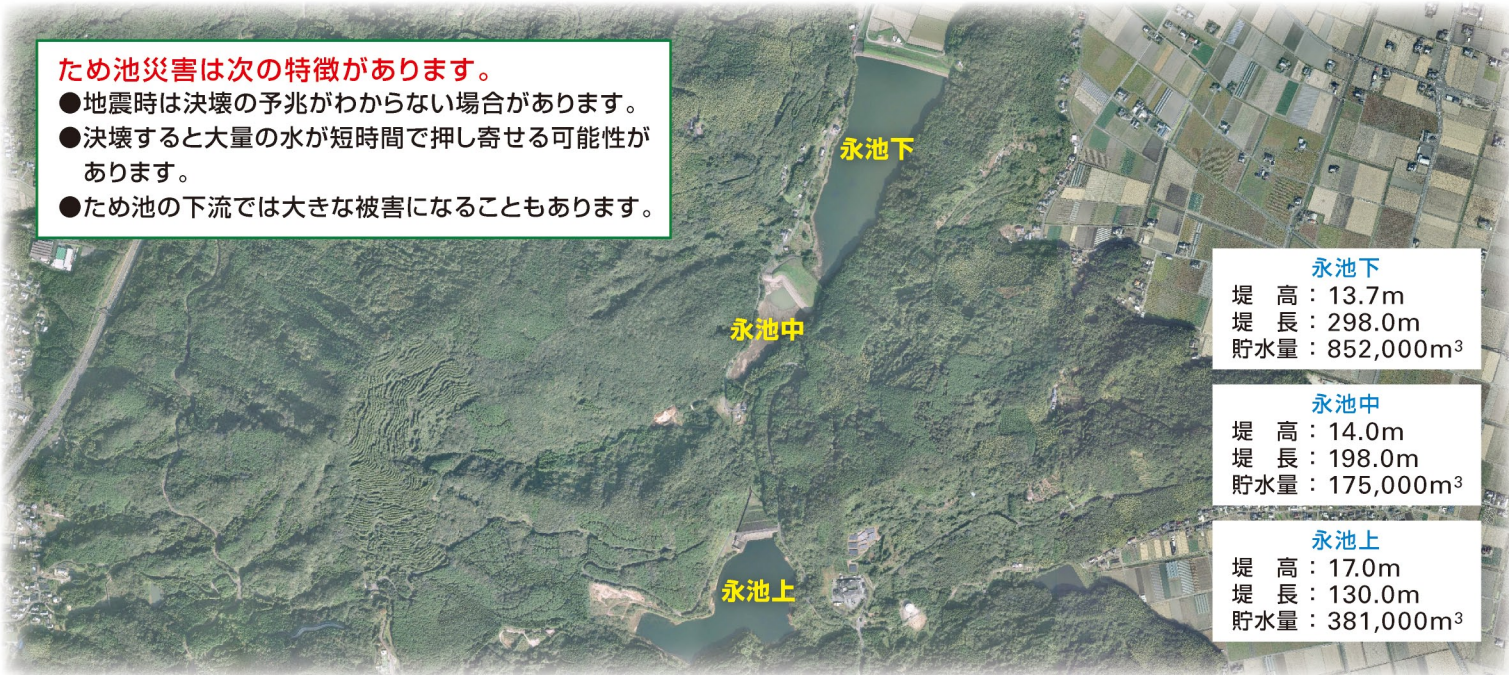 ため池災害は次の特徴があります。
●地震時は決壊の予兆がわからない場合があります。
●決壊すると大量の水が短時間で押し寄せる可能性が
あります。
●ため池の下流では大きな被害になることもあります。
永池下
永池中
永池上
永池下
堤　高：13.7m
堤　長：298.0m
貯水量：852,000m³
永池中
堤　高：14.0m
堤　長：198.0m
貯水量：175,000m³
永池上
堤　高：17.0m
堤　長：130.0m
貯水量：381,000m³